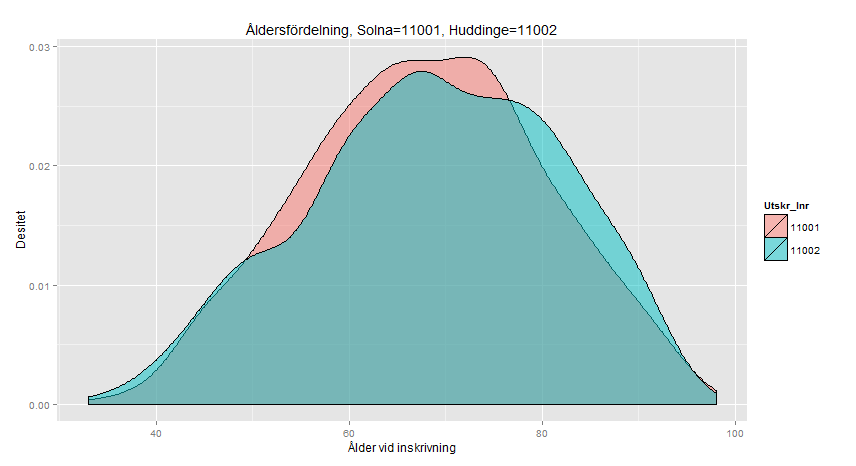 Åldersfördelning, Solna=11001, Huddinge=11002
0.03
0.02
0.01
0.00
Desitet
40 60 80 100
Ålder vid inskrivning
Utskr_Inr
11001
11002